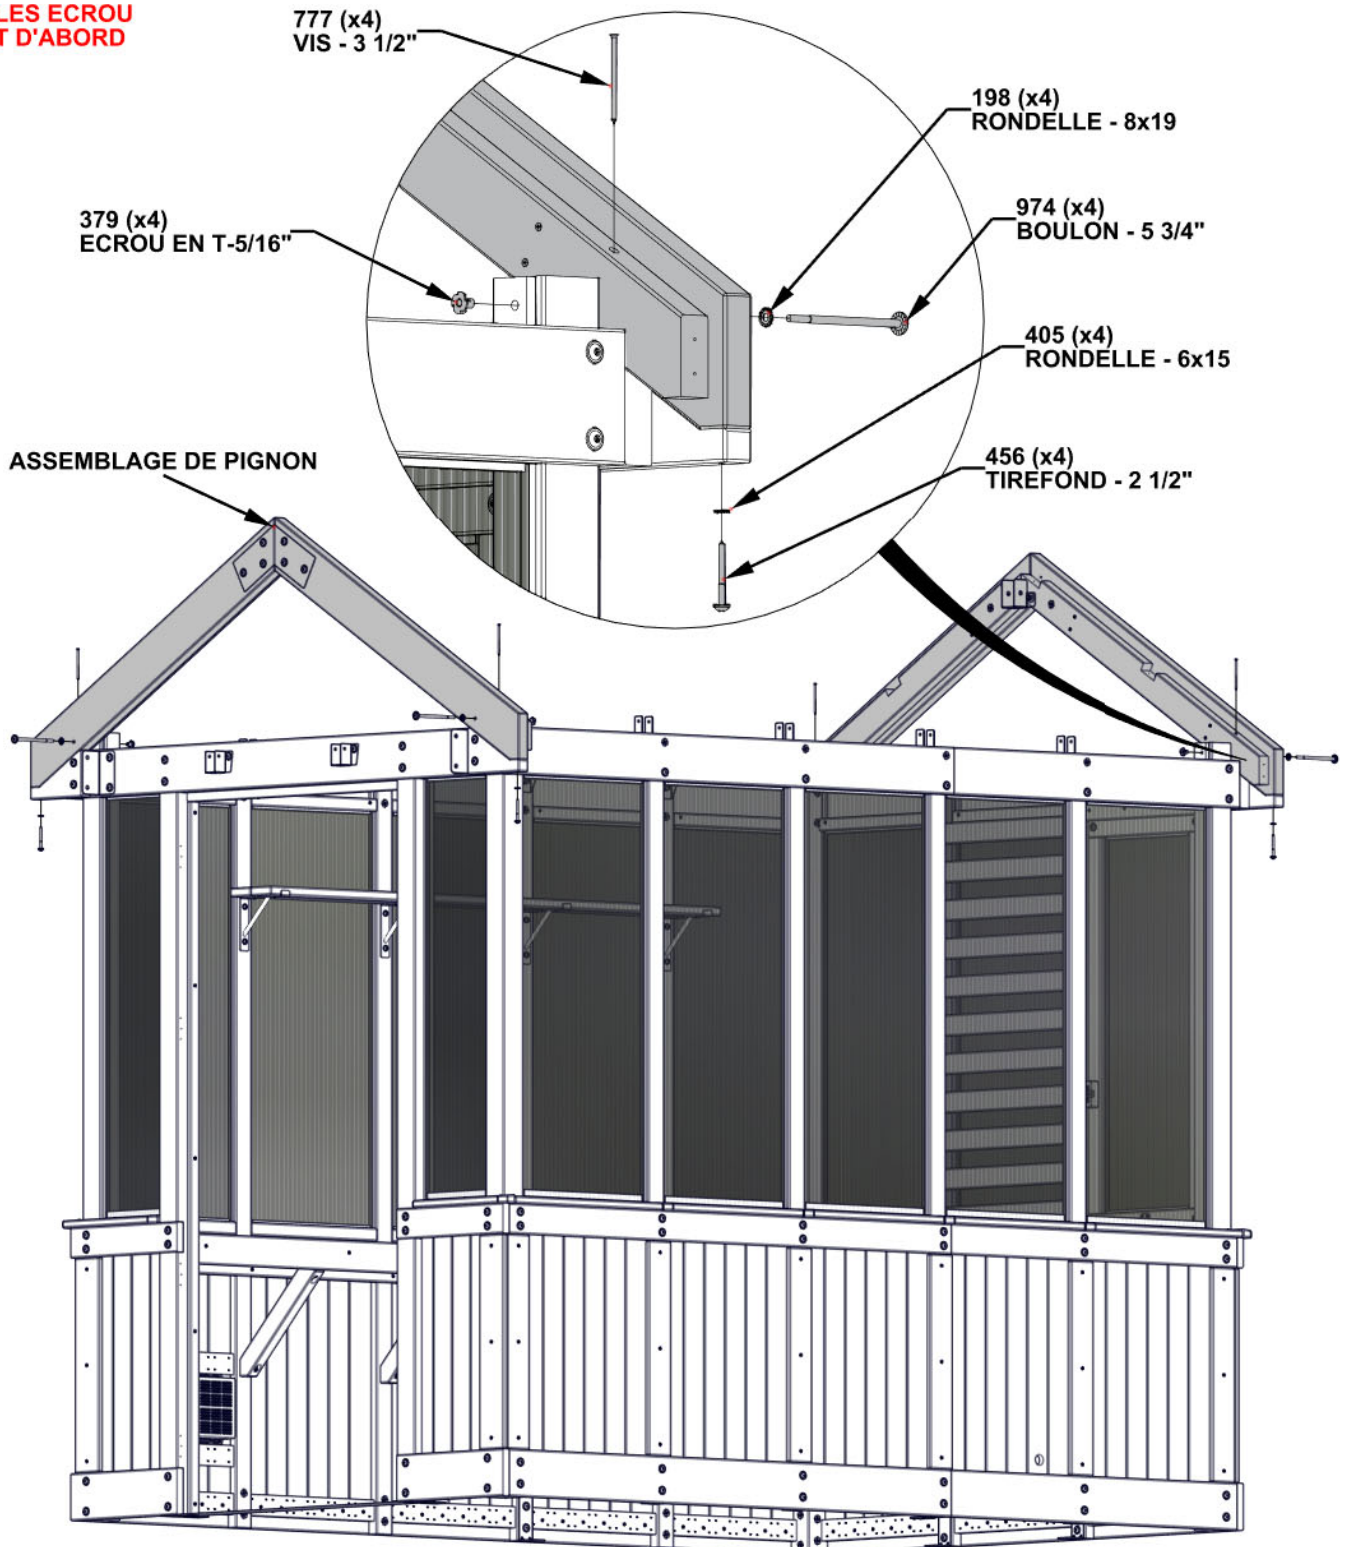 LES ECROU
T D'ABORD
777 (x4)
VIS - 3 1/2"
198 (x4)
RONDELLE - 8x19
379 (x4)
ECROU EN T-5/16"
974 (x4)
BOULON - 5 3/4"
405 (x4)
RONDELLE - 6x15
ASSEMBLAGE DE PIGNON
456 (x4)
TIREFOND - 2 1/2"